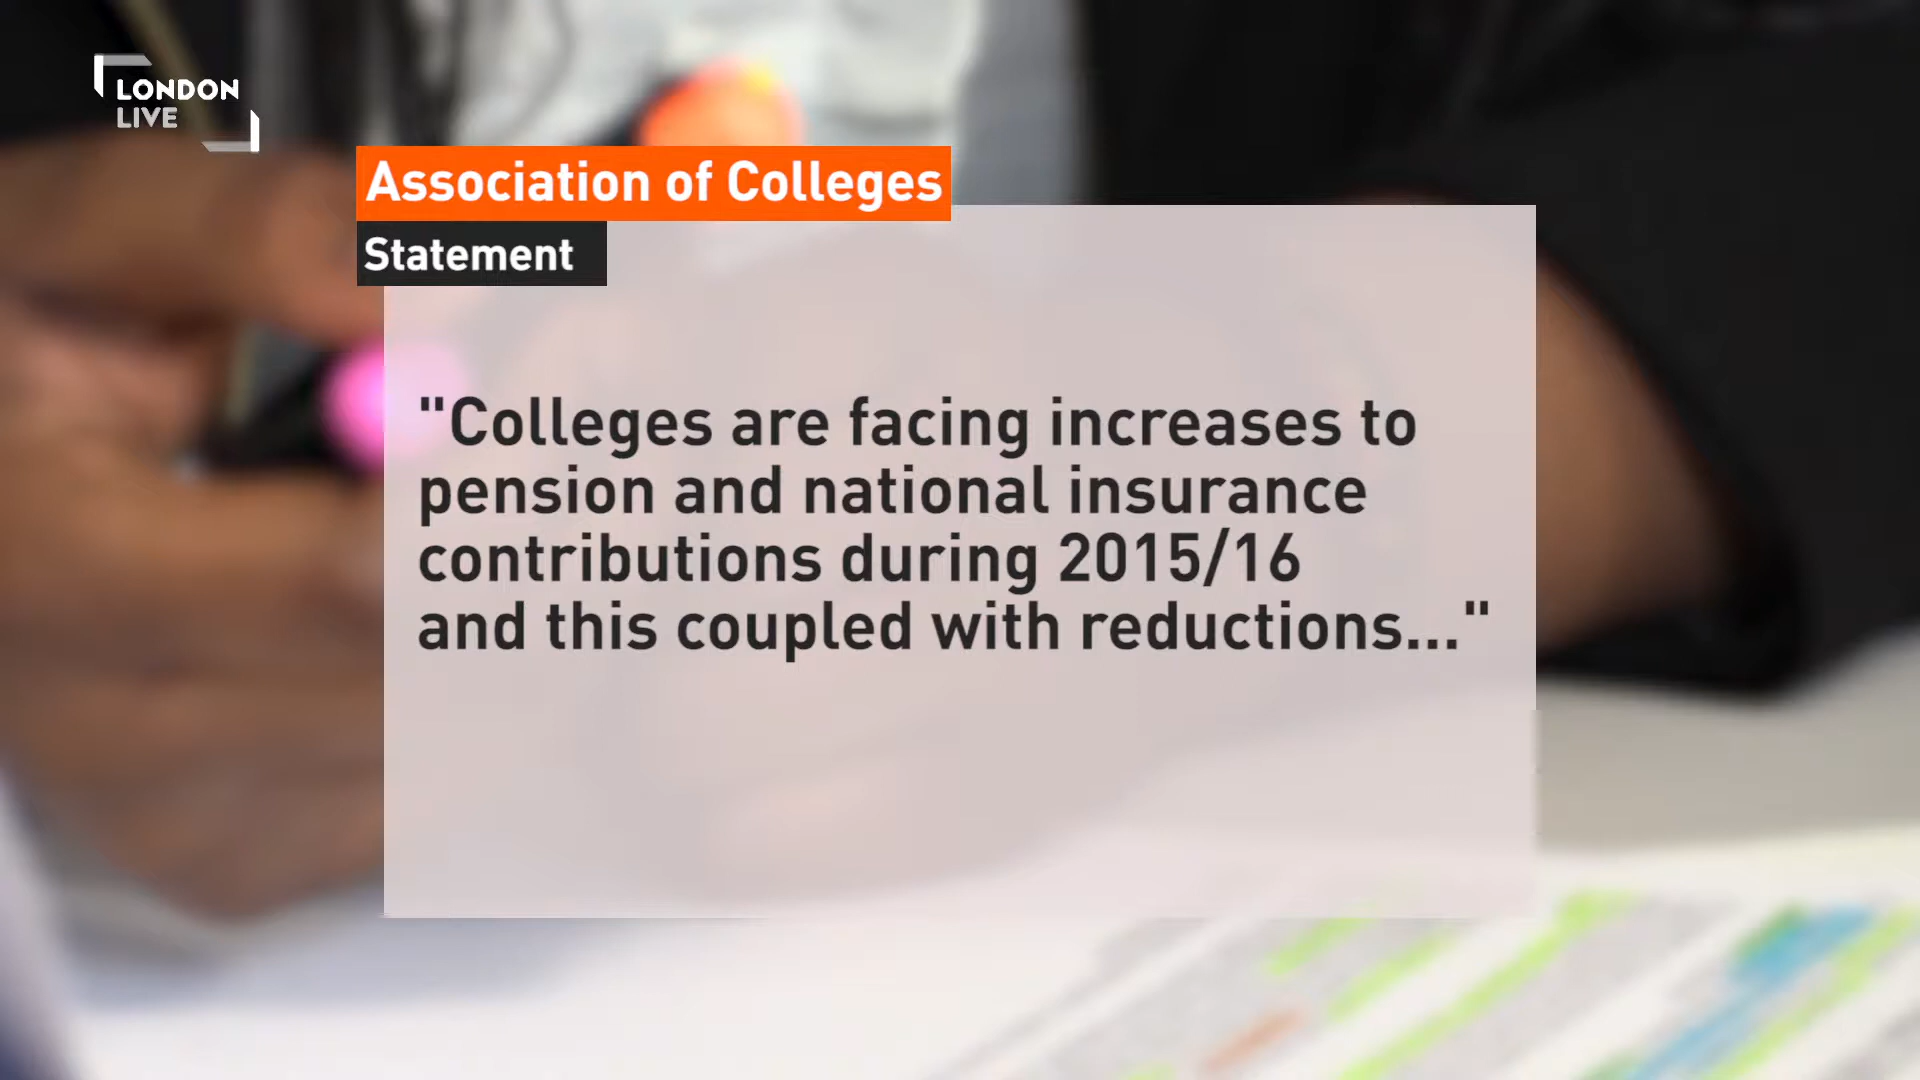 LONDON
LIVE
Association of Colleges
Statement
"Colleges are facing increases to
pension and national insurance
contributions during 2015/16
and this coupled with reductions..."